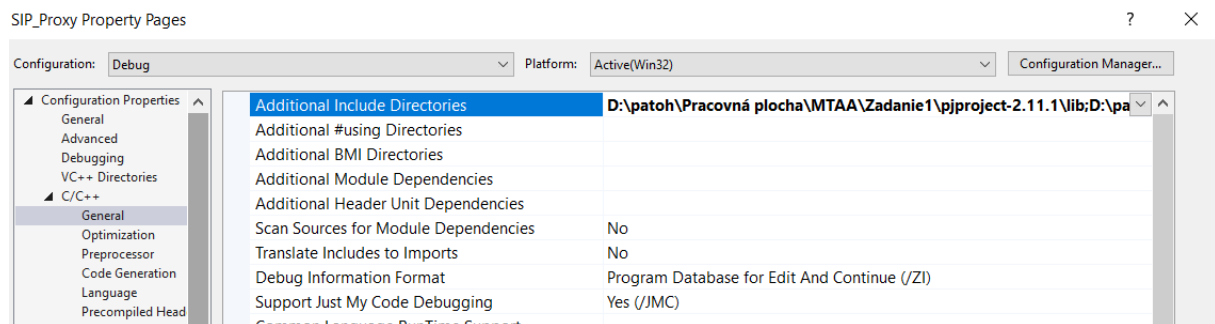 SIP_Proxy Property Pages
? ×
Configuration: Debug Platform: Active(Win32) Configuration Manager...
Configuration Properties
General
Advanced
Debugging
VC++ Directories
C/C++
General
Optimization
Preprocessor
Code Generation
Language
Precompiled Head
Additional Include Directories D:\patoh\Pracovná plocha\MTAA\Zadanie1\pjproject-2.11.1\lib;D:\pa
Additional #using Directories
Additional BMI Directories
Additional Module Dependencies
Additional Header Unit Dependencies
Scan Sources for Module Dependencies No
Translate Includes to Imports No
Debug Information Format Program Database for Edit And Continue (/ZI)
Support Just My Code Debugging Yes (/JMC)
Common Language RunTime Support